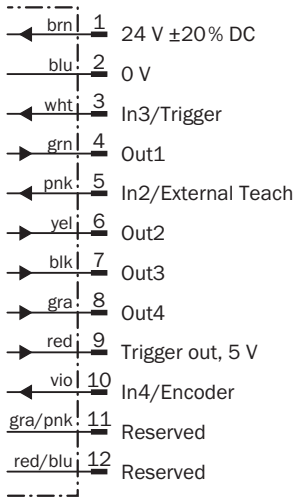 brn 1 24 V ±20% DC
blu 2 0 V
wht 3 In3/Trigger
grn 4 Out1
pnk 5 In2/External Teach
yel 6 Out2
blk 7 Out3
gra 8 Out4
red 9 Trigger out, 5 V
vio 10 In4/Encoder
gra/pnk 11 Reserved
red/blu 12 Reserved